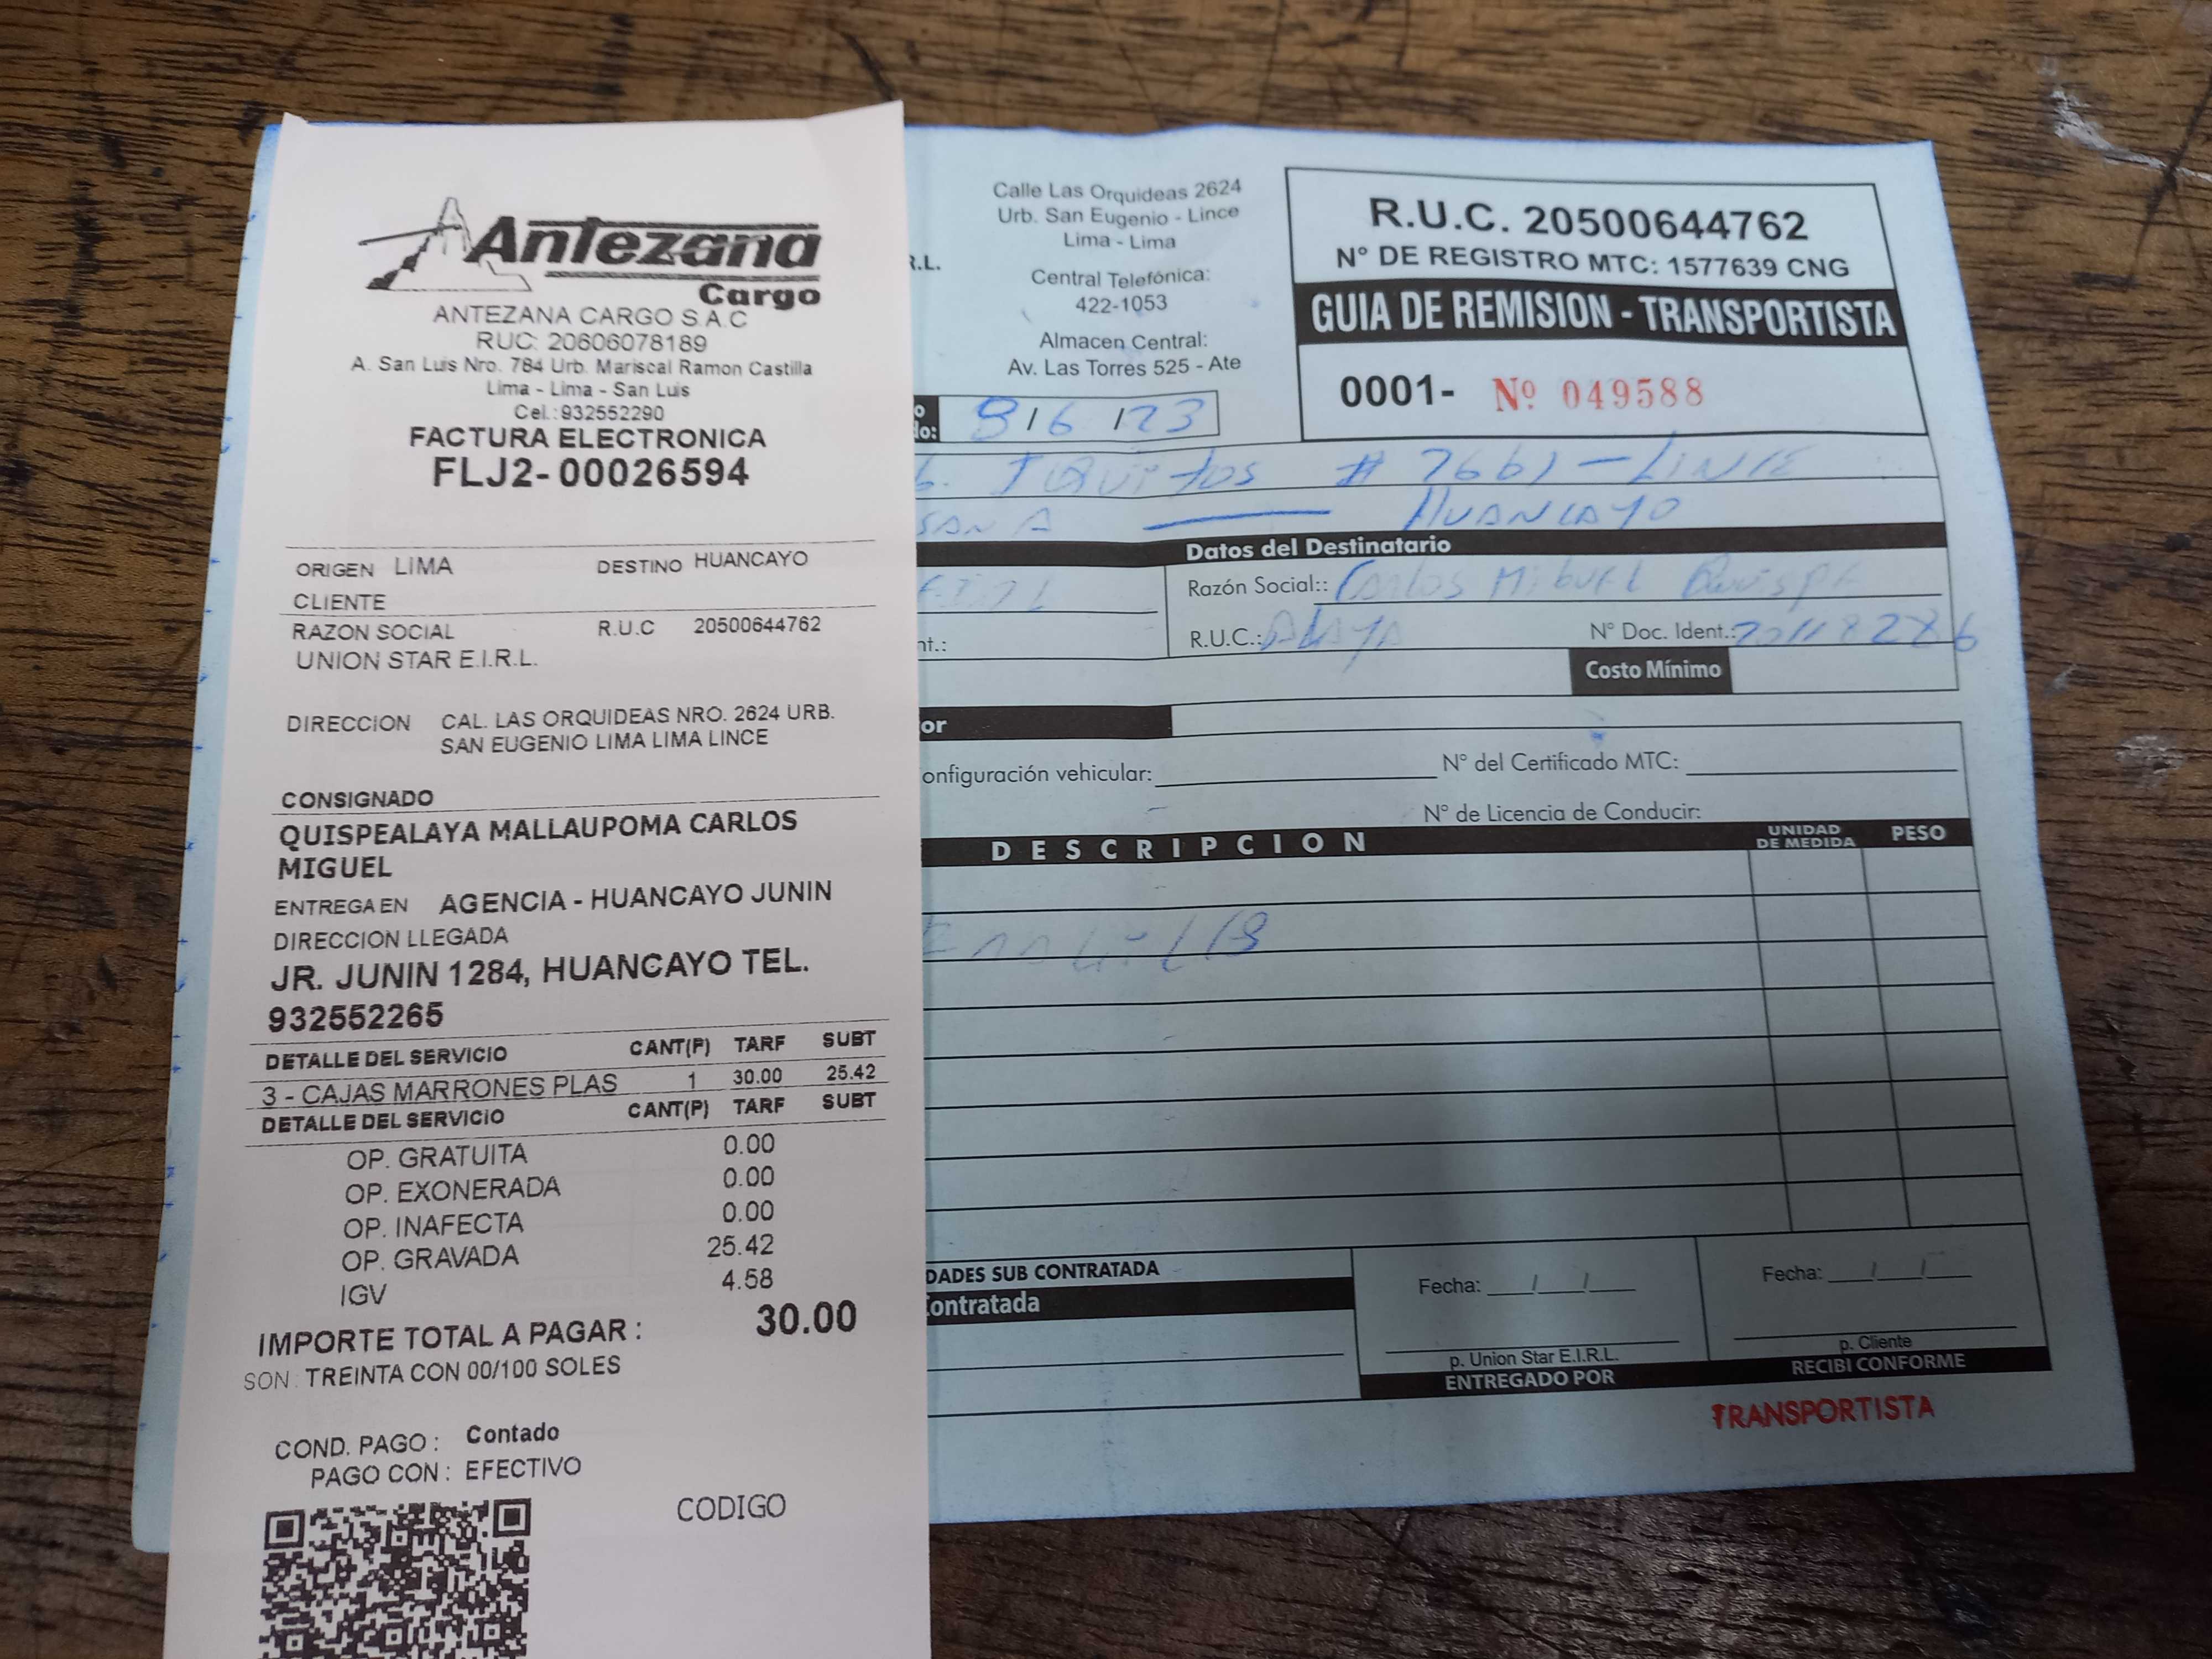 Antezana
Cargo
ANTEZANA CARGO S.A.C
RUC: 20606078189
A. San Luis Nro. 784 Urb. Mariscal Ramon Castilla
Lima - Lima - San Luis
Cel.:932552290
FACTURA ELECTRONICA
FLJ2- 00026594
ORIGEN LIMA DESTINO HUANCAYO
CLIENTE
RAZON SOCIAL R.U.C 20500644762
UNION STAR E.I.R.L.
DIRECCION CAL. LAS ORQUIDEAS NRO. 2624 URB.
SAN EUGENIO LIMA LIMA LINCE
CONSIGNADO
QUISPEALAYA MALLAUPOMA CARLOS
MIGUEL
ENTREGA EN AGENCIA - HUANCAYO JUNIN
DIRECCION LLEGADA
JR. JUNIN 1284, HUANCAYO TEL.
932552265
DETALLE DEL SERVICIO CANT(P) TARF SUBT
3 - CAJAS MARRONES PLAS 1 30.00 25.42
DETALLE DEL SERVICIO CANT(P) TARF SUBT
OP. GRATUITA 0.00
OP. EXONERADA 0.00
OP. INAFECTA 0.00
OP. GRAVADA 25.42
IGV 4.58
IMPORTE TOTAL A PAGAR : 30.00
SON: TREINTA CON 00/100 SOLES
COND. PAGO : Contado
PAGO CON : EFECTIVO
CODIGO
R.L.
Calle Las Orquideas 2624
Urb. San Eugenio - Lince
Lima - Lima
Central Telefónica:
422-1053
Almacen Central:
Av. Las Torres 525 - Ate
R.U.C. 20500644762
N° DE REGISTRO MTC: 1577639 CNG
GUIA DE REMISION - TRANSPORTISTA
0001- Nº 049588
/6 /23
Iquitos # - LINCE
HUANCAYO
Datos del Destinatario
Razón Social:: Carlos Miguel Quispe
R.U.C.: Alaya N° Doc. Ident.:
Costo Mínimo
or
onfiguración vehicular: N° del Certificado MTC:
N° de Licencia de Conducir:
DESCRIPCION UNIDAD DE MEDIDA PESO
DADES SUB CONTRATADA
Contratada
Fecha: / / Fecha: / /
p. Union Star E.I.R.L. p. Cliente
ENTREGADO POR RECIBI CONFORME
TRANSPORTISTA